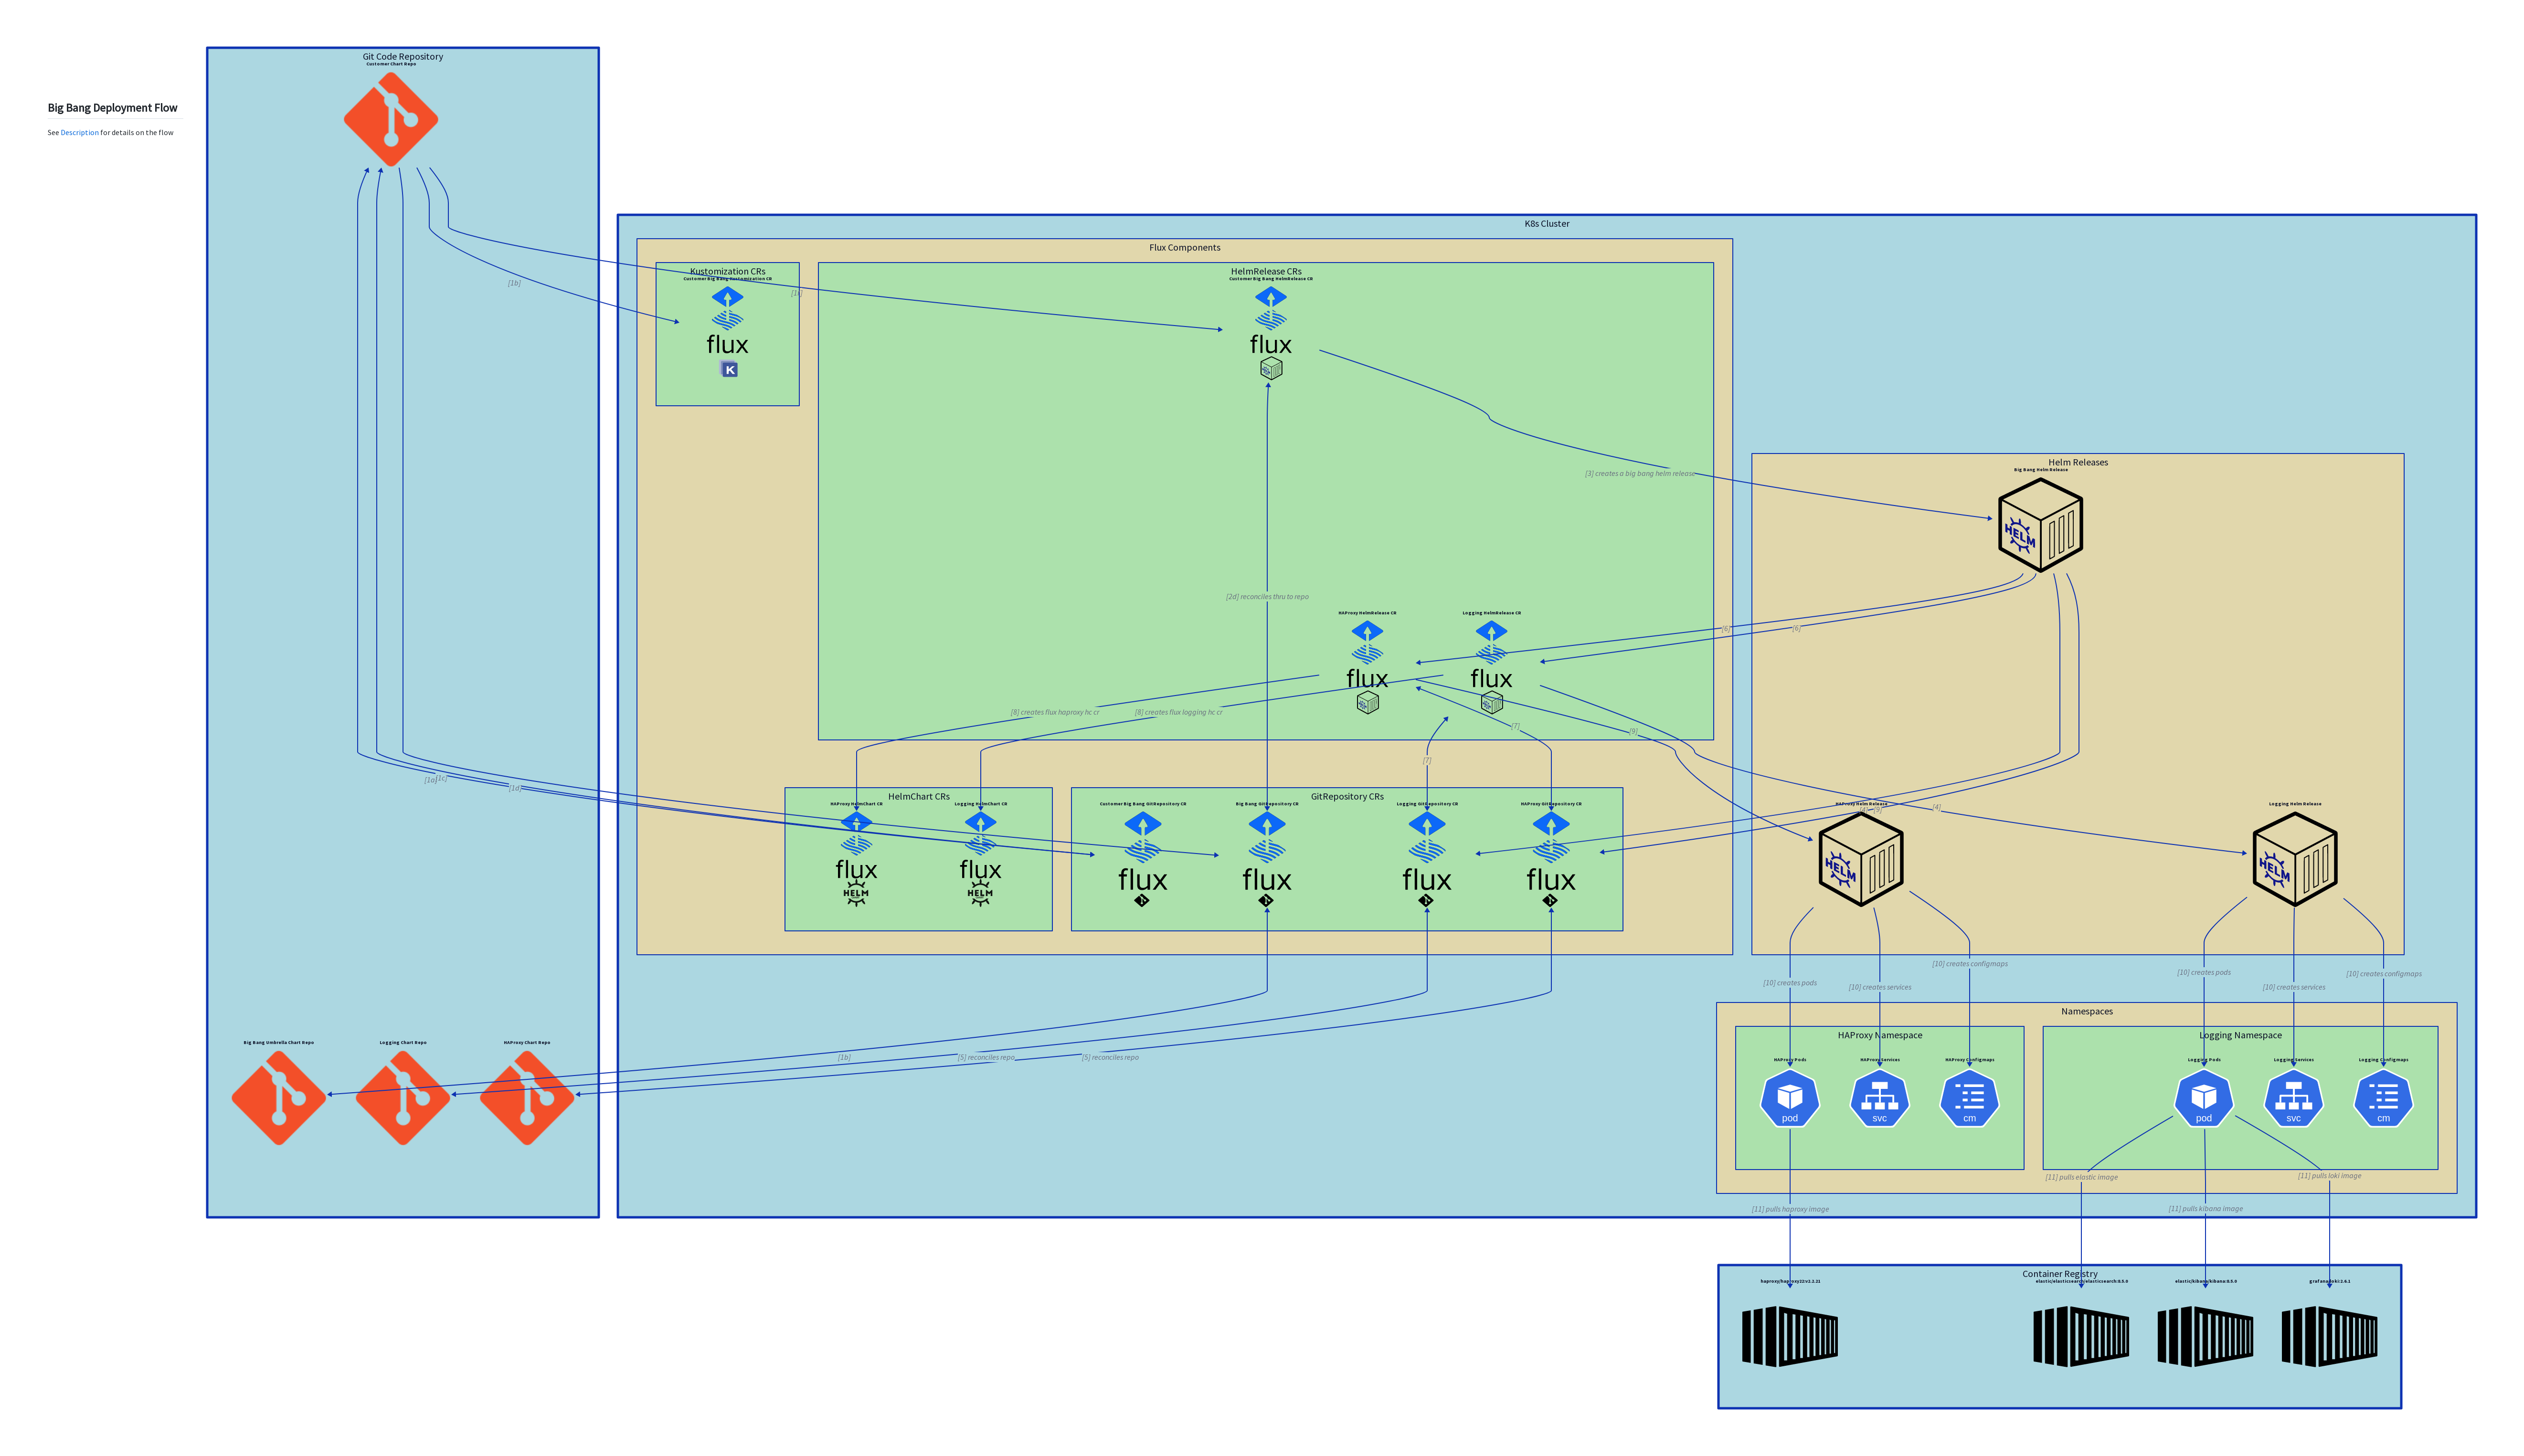 Big Bang Deployment Flow
See Description for details on the flow
Git Code Repository
Customer Chart Repo
K8s Cluster
Flux Components
Kustomization CRs
Customer Big Bang Kustomization CR
flux
K
HelmRelease CRs
Customer Big Bang HelmRelease CR
flux
[1b]
[3] creates a big bang helm release
Helm Releases
Big Bang Helm Release
HELM
[2d] reconciles thru to repo
HAProxy HelmRelease CR
flux
Logging HelmRelease CR
flux
[6]
[6]
[8] creates flux haproxy hc cr
[8] creates flux logging hc cr
[7]
[9]
[7]
[1a]
[1c]
[1d]
HelmChart CRs
HAProxy HelmChart CR
flux
HELM
Logging HelmChart CR
flux
HELM
GitRepository CRs
Customer Big Bang GitRepository CR
flux
Big Bang GitRepository CR
flux
Logging GitRepository CR
flux
HAProxy GitRepository CR
flux
HAProxy Helm Release
[9]
HELM
[4]
Logging Helm Release
HELM
[10] creates pods
[10] creates services
[10] creates configmaps
[10] creates pods
[10] creates services
[10] creates configmaps
Big Bang Umbrella Chart Repo
Logging Chart Repo
HAProxy Chart Repo
[1b]
[5] reconciles repo
[5] reconciles repo
Namespaces
HAProxy Namespace
HAProxy Pods
pod
HAProxy Services
svc
HAProxy Configmaps
cm
Logging Namespace
Logging Pods
pod
Logging Services
svc
Logging Configmaps
cm
[11] pulls haproxy image
[11] pulls elastic image
[11] pulls kibana image
[11] pulls loki image
Container Registry
haproxy/haproxy22:v2.2.21
elastic/elasticsearch/elasticsearch:8.5.0
elastic/kibana/kibana:8.5.0
grafana/loki:2.6.1